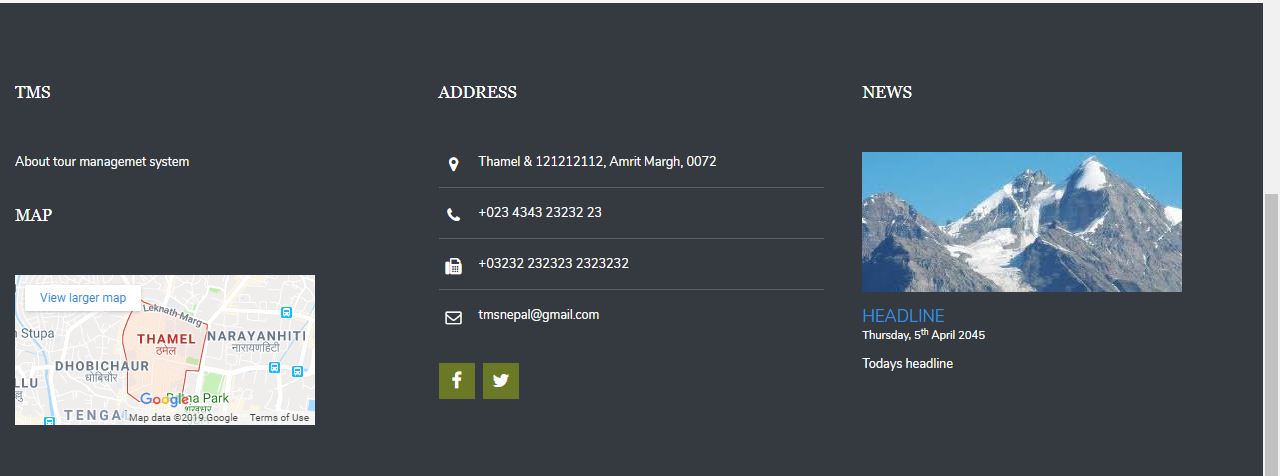 TMS
About tour managemet system
MAP
View larger map
Leknath-Marg
Stupa
THAMEL
ठमेल
NARAYANHITI
नारायणहिटी
DHOBICHAUR
धोबिचौर
LLU
Google
Park
TENGA
Map data ©2019 Google Terms of Use
ADDRESS
Thamel & 121212112, Amrit Margh, 0072
+023 4343 23232 23
+03232 232323 2323232
tmsnepal@gmail.com
NEWS
HEADLINE
Thursday, 5th April 2045
Todays headline